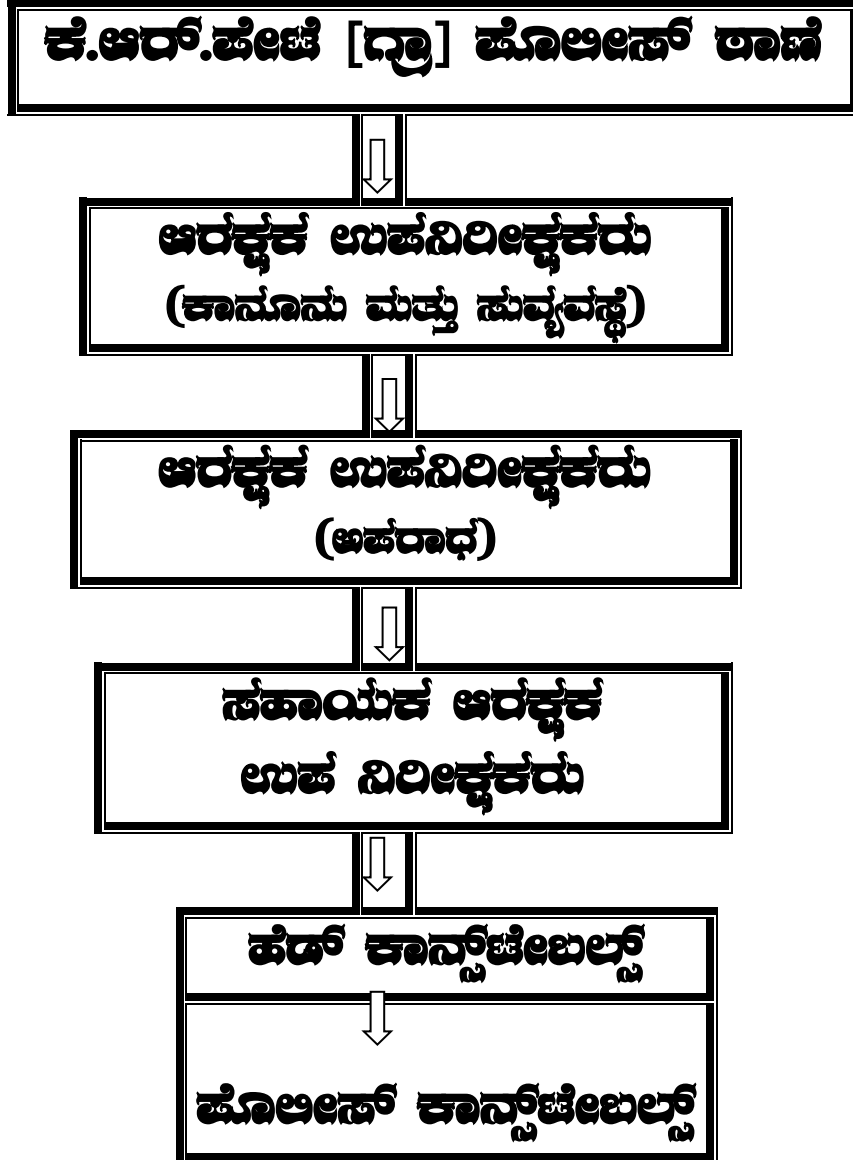 ಕೆ.ಆರ್.ಪೇಟೆ [ಗ್ರಾ] ಪೊಲೀಸ್ ಠಾಣೆ
ಆರಕ್ಷಕ ಉಪನಿರೀಕ್ಷಕರು
(ಕಾನೂನು ಮತ್ತು ಸುವ್ಯವಸ್ಥೆ)
ಆರಕ್ಷಕ ಉಪನಿರೀಕ್ಷಕರು
(ಅಪರಾಧ)
ಸಹಾಯಕ ಆರಕ್ಷಕ
ಉಪ ನಿರೀಕ್ಷಕರು
ಹೆಡ್ ಕಾನ್ಸ್‌ಟೇಬಲ್ಸ್
ಪೊಲೀಸ್ ಕಾನ್ಸ್‌ಟೇಬಲ್ಸ್